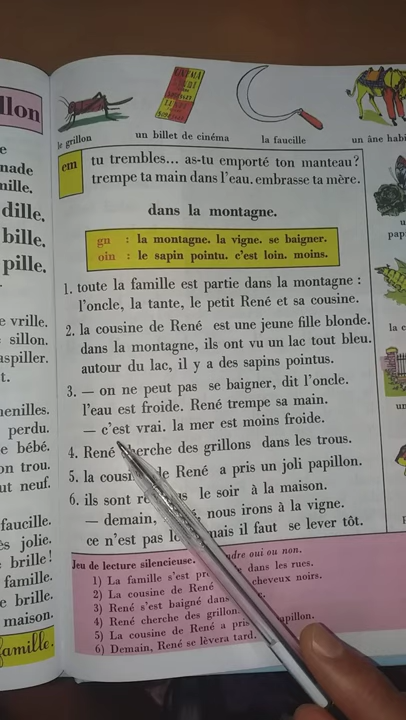 llon
le grillon
un billet de cinéma
la faucille
un âne habi
em
tu trembles... as-tu emporté ton manteau?
trempe ta main dans l'eau. embrasse ta mère.
dans la montagne.
gn : la montagne. la vigne. se baigner.
oin : le sapin pointu. c'est loin. moins.
1. toute la famille est partie dans la montagne :
l'oncle, la tante, le petit René et sa cousine.
2. la cousine de René est une jeune fille blonde.
dans la montagne, ils ont vu un lac tout bleu.
autour du lac, il y a des sapins pointus.
3. — on ne peut pas se baigner, dit l'oncle.
l'eau est froide. René trempe sa main.
— c'est vrai. la mer est moins froide.
4. René cherche des grillons dans les trous.
5. la cousi de René a pris un joli papillon.
6. ils sont re us le soir à la maison.
— demain, nous irons à la vigne.
ce n'est pas lo mais il faut se lever tôt.
Jeu de lecture silencieuse. dre oui ou non.
1) La famille s'est pr dans les rues.
2) La cousine de René cheveux noirs.
3) René s'est baigné dans
4) René cherche des grillon
5) La cousine de René a pris papillon.
6) Demain, René se lèvera tard.
nade
mille.
dille.
bille.
pille.
e vrille.
sillon.
aspiller.
t.
henilles.
perdu.
e bébé.
on trou.
ut neuf.
faucille.
ès jolie.
brille!
famille.
e brille.
maison.
famille.